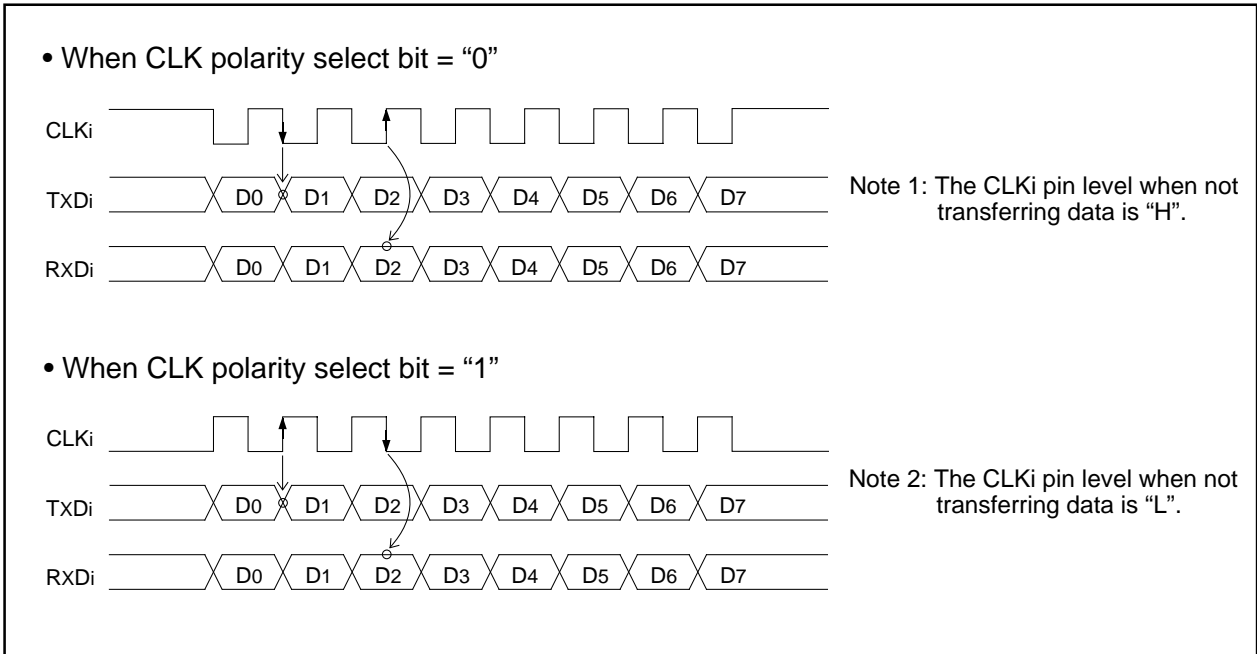 • When CLK polarity select bit = “0”
CLKi
TXDi D0 D1 D2 D3 D4 D5 D6 D7
RXDi D0 D1 D2 D3 D4 D5 D6 D7
Note 1: The CLKi pin level when not
transferring data is “H”.
• When CLK polarity select bit = “1”
CLKi
TXDi D0 D1 D2 D3 D4 D5 D6 D7
RXDi D0 D1 D2 D3 D4 D5 D6 D7
Note 2: The CLKi pin level when not
transferring data is “L”.